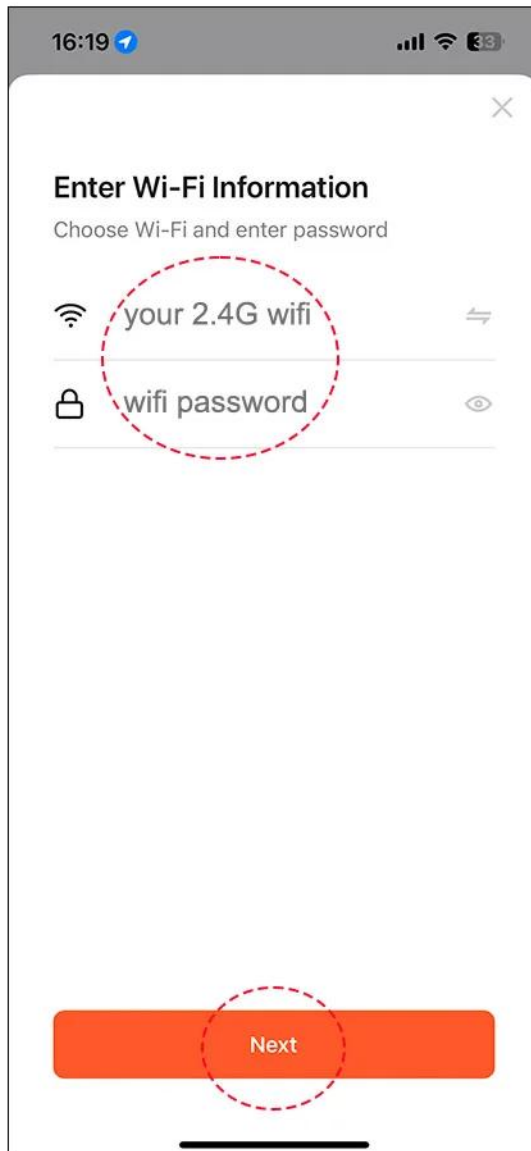 16:19
33
Enter Wi-Fi Information
Choose Wi-Fi and enter password
your 2.4G wifi
wifi password
Next